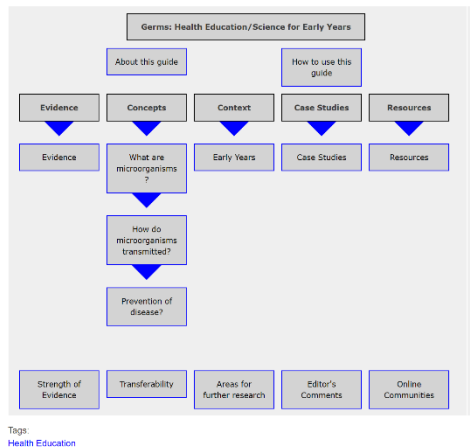 Germs: Health Education/Science for Early Years
About this guide
How to use this
guide
Evidence
Concepts
Context
Case Studies
Resources
Evidence
What are
microorganisms
?
Early Years
Case Studies
Resources
How do
microorganisms
transmitted?
Prevention of
disease?
Strength of
Evidence
Transferability
Areas for
further research
Editor's
Comments
Online
Communities
Tags:
Health Education